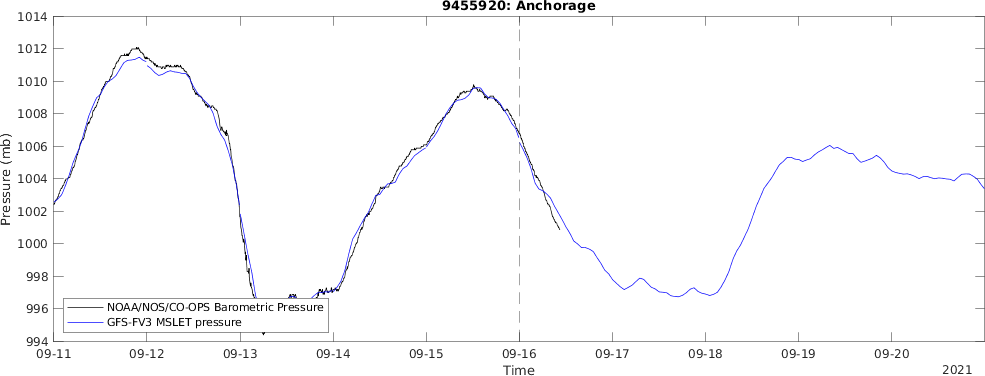 9455920: Anchorage
1014
1012
1010
1008
1006
1004
1002
1000
998
996
994
Pressure (mb)
NOAA/NOS/CO-OPS Barometric Pressure
GFS-FV3 MSLET pressure
09-11 09-12 09-13 09-14 09-15 09-16 09-17 09-18 09-19 09-20
Time
2021